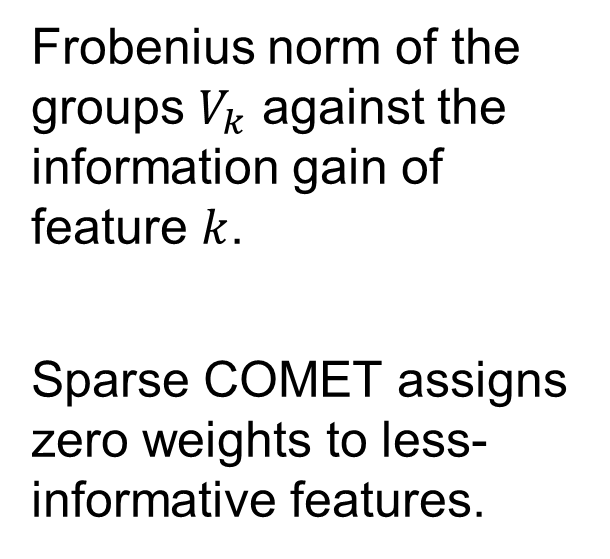 Frobenius norm of the
groups V_k against the
information gain of
feature k.
Sparse COMET assigns
zero weights to less-
informative features.